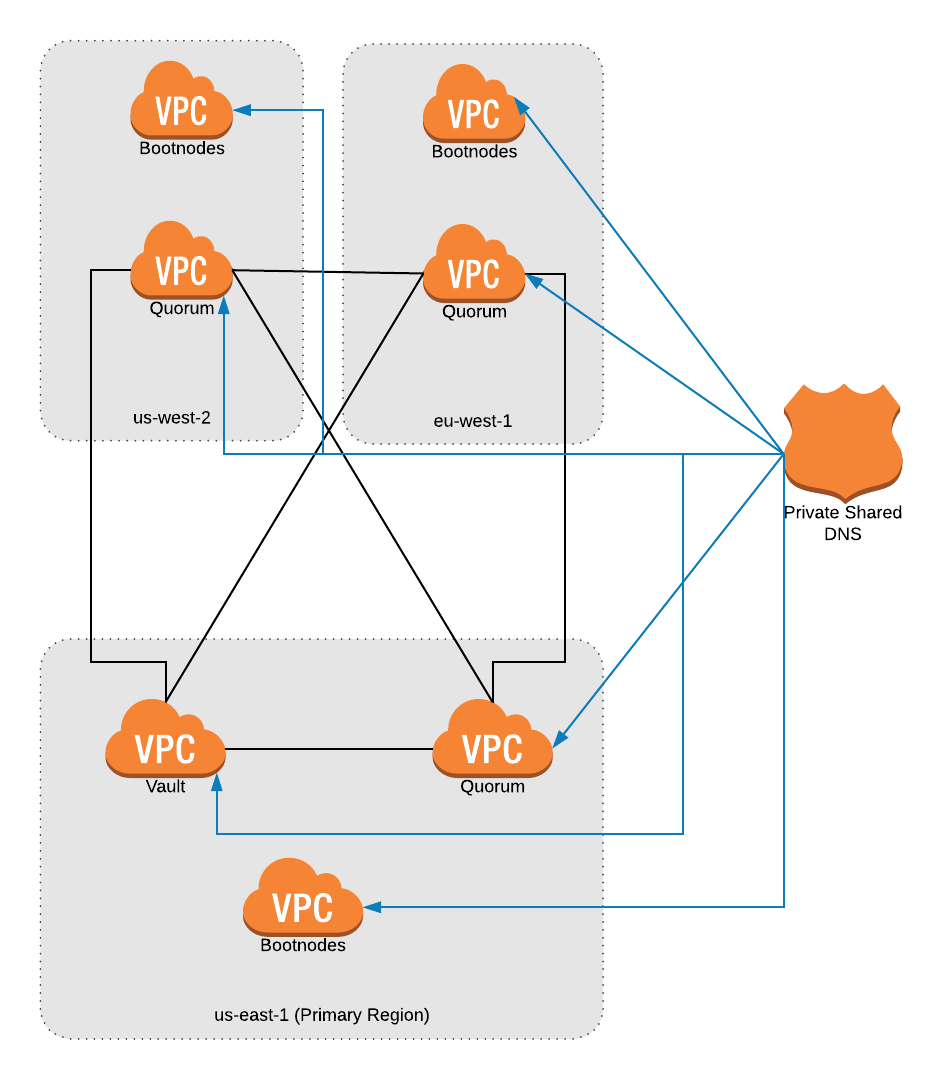 VPC
Bootnodes
VPC
Bootnodes
VPC
Quorum
VPC
Quorum
us-west-2
eu-west-1
Private Shared
DNS
VPC
Vault
VPC
Quorum
VPC
Bootnodes
us-east-1 (Primary Region)